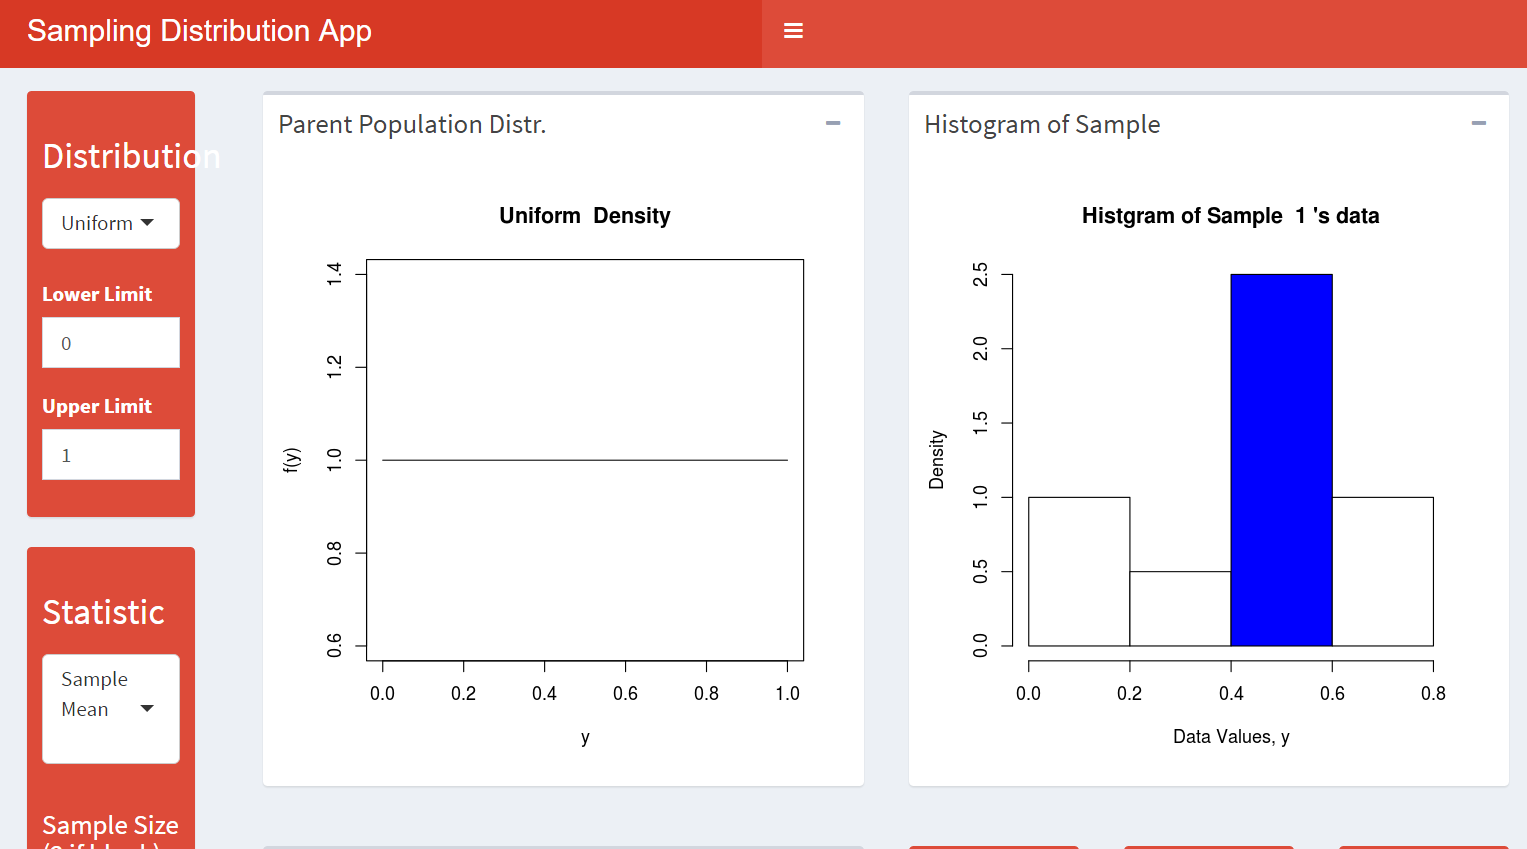 Sampling Distribution App
Distribution
Uniform
Lower Limit
0
Upper Limit
1
Statistic
Sample
Mean
Sample Size
Parent Population Distr.
Uniform  Density
f(y)
1.4
1.2
1.0
0.8
0.6
0.0 0.2 0.4 0.6 0.8 1.0
y
Histogram of Sample
Histgram of Sample  1 's data
Density
2.5
2.0
1.5
1.0
0.5
0.0
0.0 0.2 0.4 0.6 0.8
Data Values, y